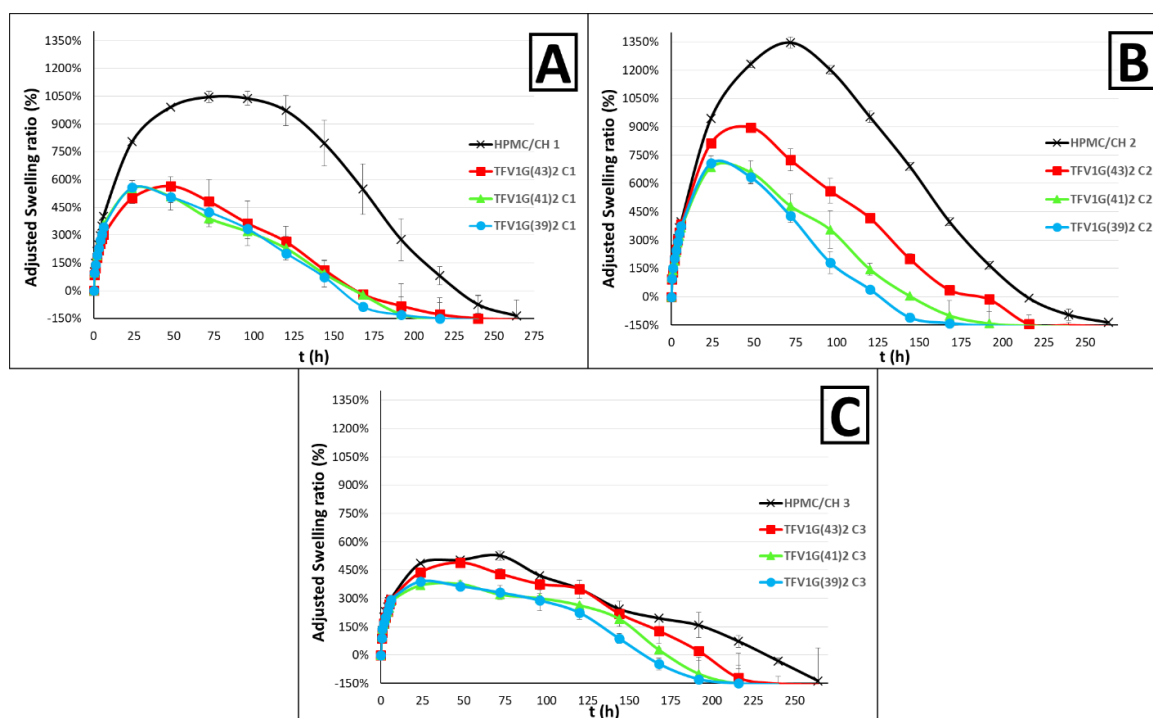 A
Adjusted Swelling ratio (%)
1350%
1200%
1050%
900%
750%
600%
450%
300%
150%
0%
-150%
HPMC/CH 1
TFV1G(43)2 C1
TFV1G(41)2 C1
TFV1G(39)2 C1
0 25 50 75 100 125 150 175 200 225 250 275
t (h)
B
Adjusted Swelling ratio (%)
1350%
1200%
1050%
900%
750%
600%
450%
300%
150%
0%
-150%
HPMC/CH 2
TFV1G(43)2 C2
TFV1G(41)2 C2
TFV1G(39)2 C2
0 25 50 75 100 125 150 175 200 225 250
t (h)
C
Adjusted Swelling ratio (%)
1350%
1200%
1050%
900%
750%
600%
450%
300%
150%
0%
-150%
HPMC/CH 3
TFV1G(43)2 C3
TFV1G(41)2 C3
TFV1G(39)2 C3
0 25 50 75 100 125 150 175 200 225 250
t (h)